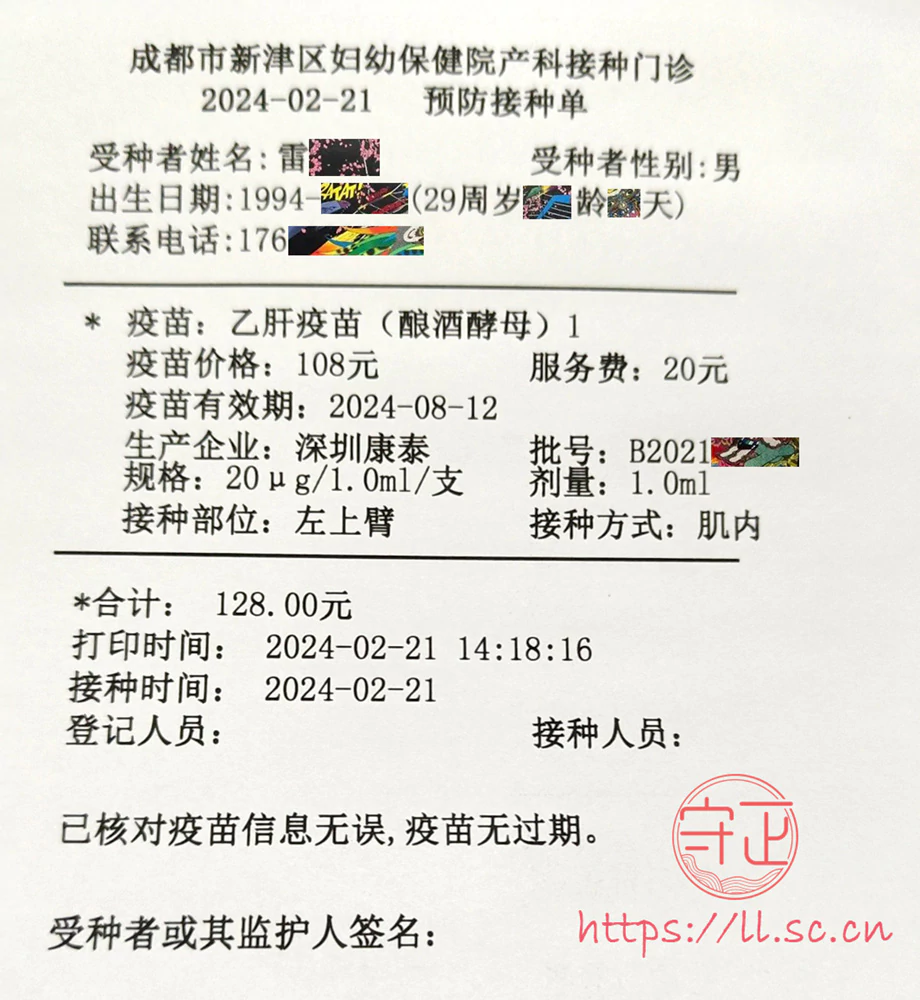 成都市新津区妇幼保健院产科接种门诊
2024-02-21 预防接种单
受种者姓名:雷 受种者性别:男
出生日期:1994-(29周岁龄天)
联系电话:176
* 疫苗: 乙肝疫苗（酿酒酵母）1
疫苗价格: 108元 服务费: 20元
疫苗有效期: 2024-08-12
生产企业: 深圳康泰 批号: B2021
规格: 20μg/1.0ml/支 剂量: 1.0ml
接种部位: 左上臂 接种方式: 肌内
*合计: 128.00元
打印时间: 2024-02-21 14:18:16
接种时间: 2024-02-21
登记人员: 接种人员:
已核对疫苗信息无误,疫苗无过期。
守正
受种者或其监护人签名:
https://ll.sc.cn